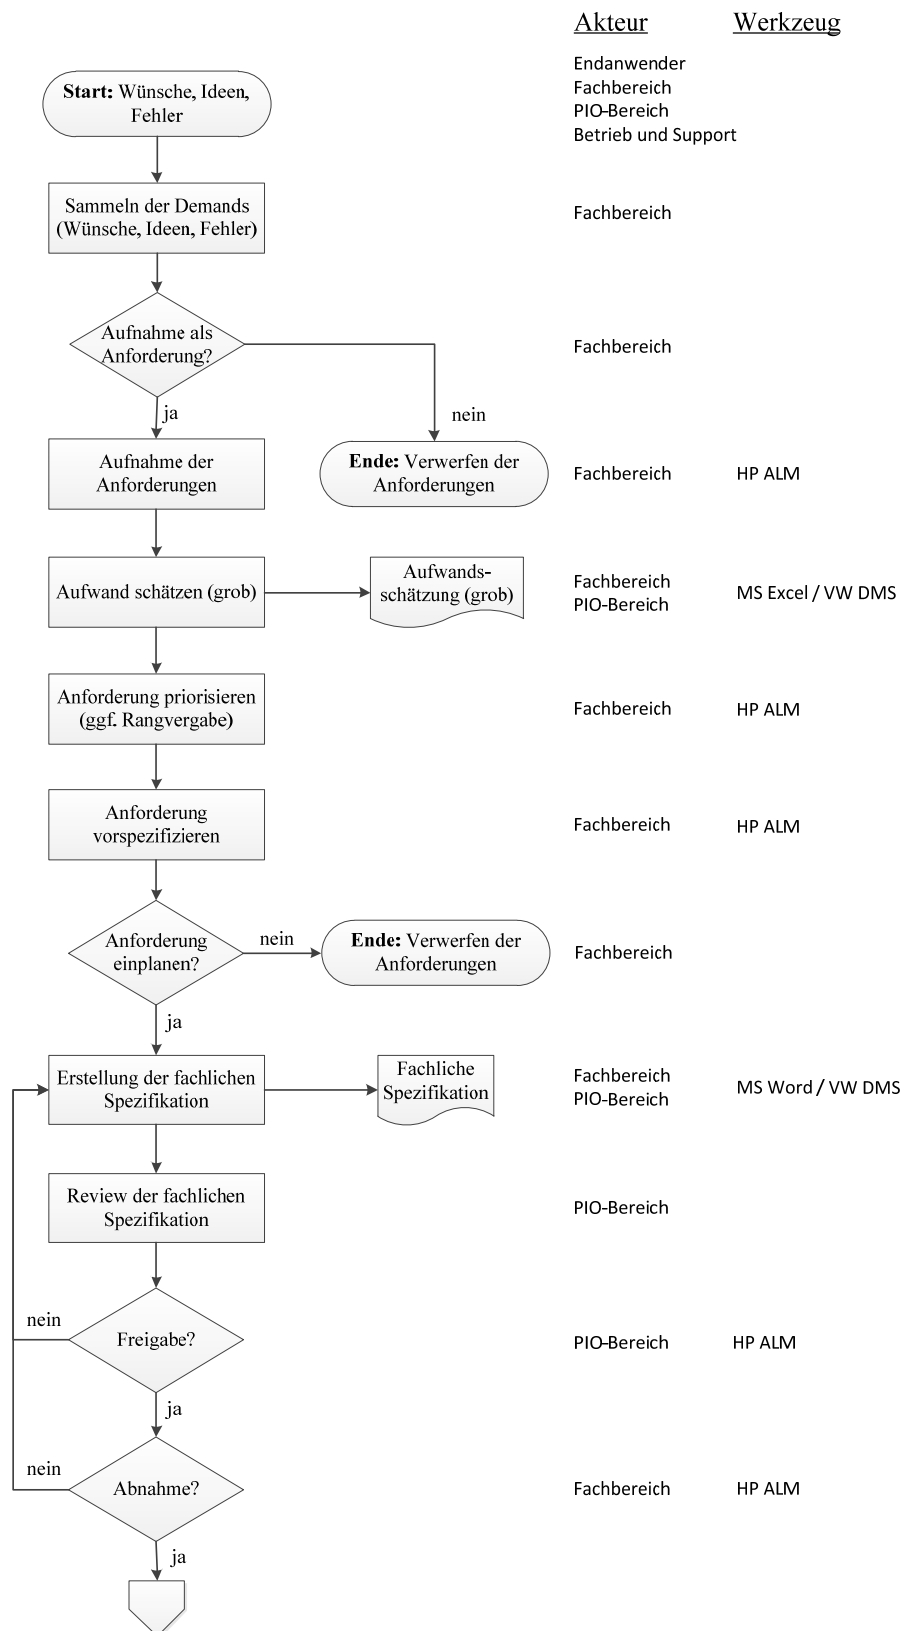 Akteur Werkzeug
Endanwender
Fachbereich
PIO-Bereich
Betrieb und Support
Start: Wünsche, Ideen,
Fehler
Sammeln der Demands
(Wünsche, Ideen, Fehler)
Fachbereich
Aufnahme als
Anforderung?
Fachbereich
nein
ja
Aufnahme der
Anforderungen
Ende: Verwerfen der
Anforderungen
Fachbereich HP ALM
Aufwand schätzen (grob)
Aufwands-
schätzung (grob)
Fachbereich
PIO-Bereich
MS Excel / VW DMS
Anforderung priorisieren
(ggf. Rangvergabe)
Fachbereich HP ALM
Anforderung
vorspezifizieren
Fachbereich HP ALM
Anforderung
einplanen?
nein
Ende: Verwerfen der
Anforderungen
Fachbereich
ja
Erstellung der fachlichen
Spezifikation
Fachliche
Spezifikation
Fachbereich
PIO-Bereich
MS Word / VW DMS
Review der fachlichen
Spezifikation
PIO-Bereich
nein
Freigabe?
PIO-Bereich HP ALM
ja
nein
Abnahme?
Fachbereich HP ALM
ja